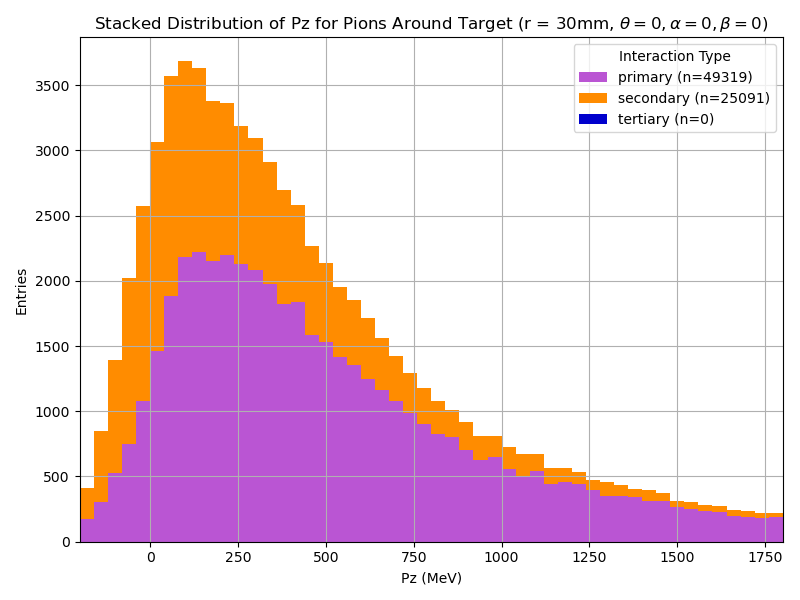 Stacked Distribution of Pz for Pions Around Target (r = 30mm, θ = 0, α = 0, β = 0)
Interaction Type
primary (n=49319)
secondary (n=25091)
tertiary (n=0)
Entries
3500
3000
2500
2000
1500
1000
500
0
0 250 500 750 1000 1250 1500 1750
Pz (MeV)